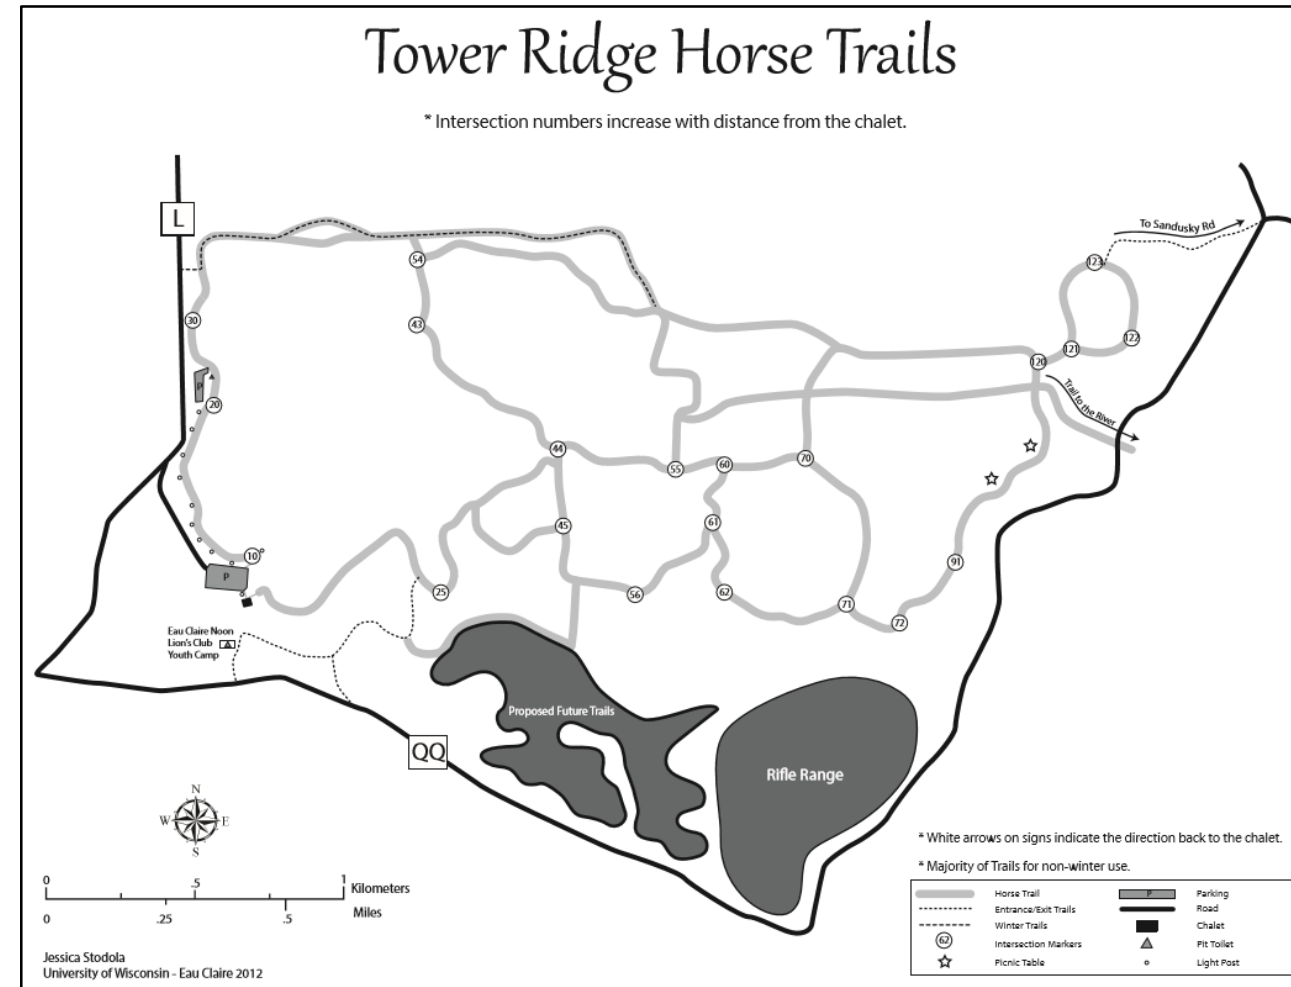 Tower Ridge Horse Trails
* Intersection numbers increase with distance from the chalet.
L
To Sandusky Rd
54
123
30
43
122
121
120
P
Trail to the River
20
44
60
70
55
45
61
10
91
P
25
56
62
71
72
Eau Claire Noon
Lion's Club
Youth Camp
Proposed Future Trails
QQ
Rifle Range
N
W
E
S
* White arrows on signs indicate the direction back to the chalet.
* Majority of Trails for non-winter use.
0
.5
1
Kilometers
Miles
0
.25
.5
Horse Trail
P
Parking
Entrance/Exit Trails
Road
Winter Trails
Chalet
62
Intersection Markers
Pit Toilet
Picnic Table
Light Post
Jessica Stodola
University of Wisconsin - Eau Claire 2012